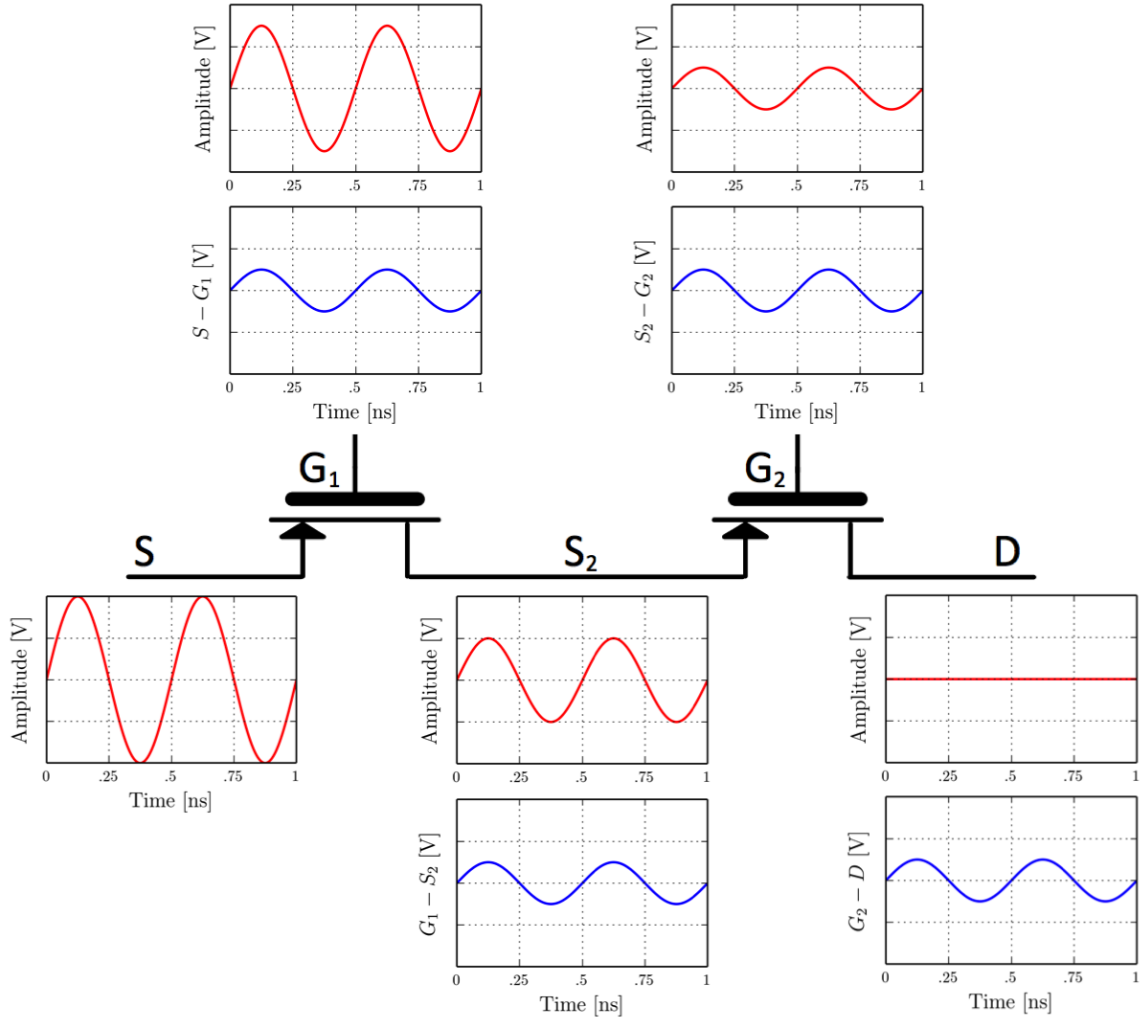 Amplitude [V]
0 .25 .5 .75 1
Amplitude [V]
0 .25 .5 .75 1
S − G₁ [V]
0 .25 .5 .75 1
Time [ns]
S₂ − G₂ [V]
0 .25 .5 .75 1
Time [ns]
G₁
G₂
S
S₂
D
Amplitude [V]
0 .25 .5 .75 1
Time [ns]
Amplitude [V]
0 .25 .5 .75 1
Amplitude [V]
0 .25 .5 .75 1
G₁ − S₂ [V]
0 .25 .5 .75 1
Time [ns]
G₂ − D [V]
0 .25 .5 .75 1
Time [ns]